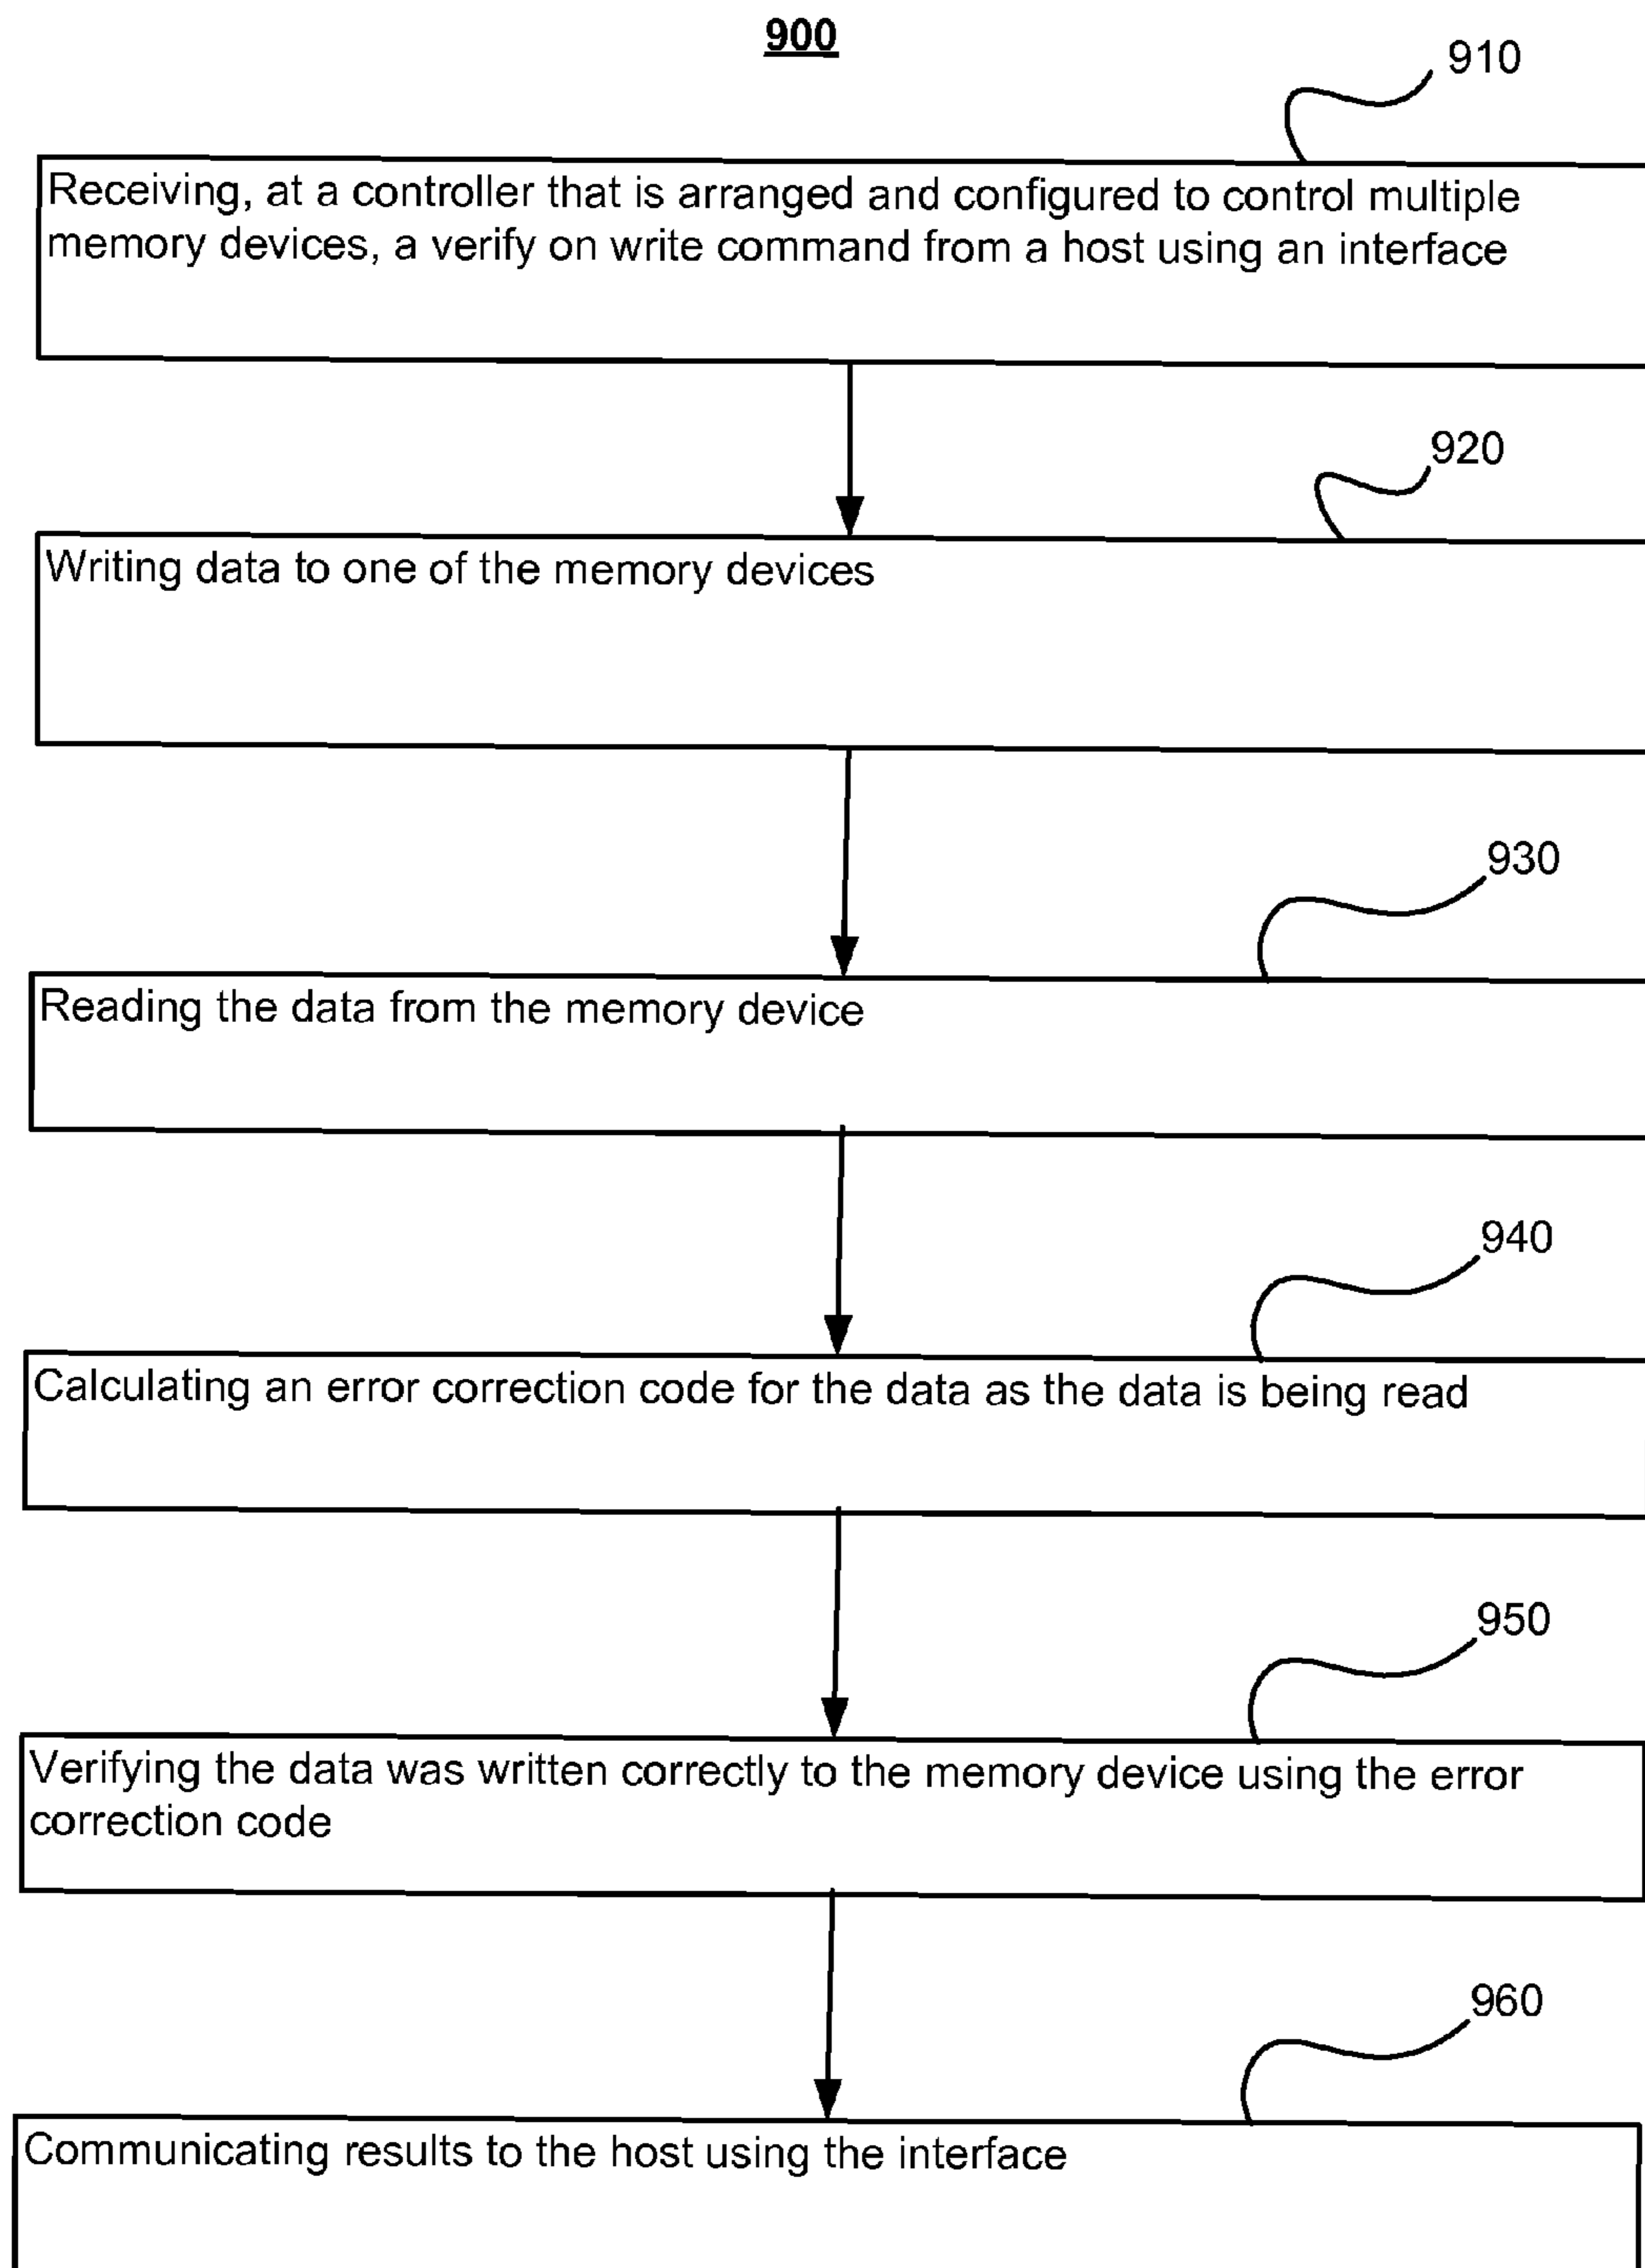 900
910
Receiving, at a controller that is arranged and configured to control multiple
memory devices, a verify on write command from a host using an interface
920
Writing data to one of the memory devices
930
Reading the data from the memory device
940
Calculating an error correction code for the data as the data is being read
950
Verifying the data was written correctly to the memory device using the error
correction code
960
Communicating results to the host using the interface